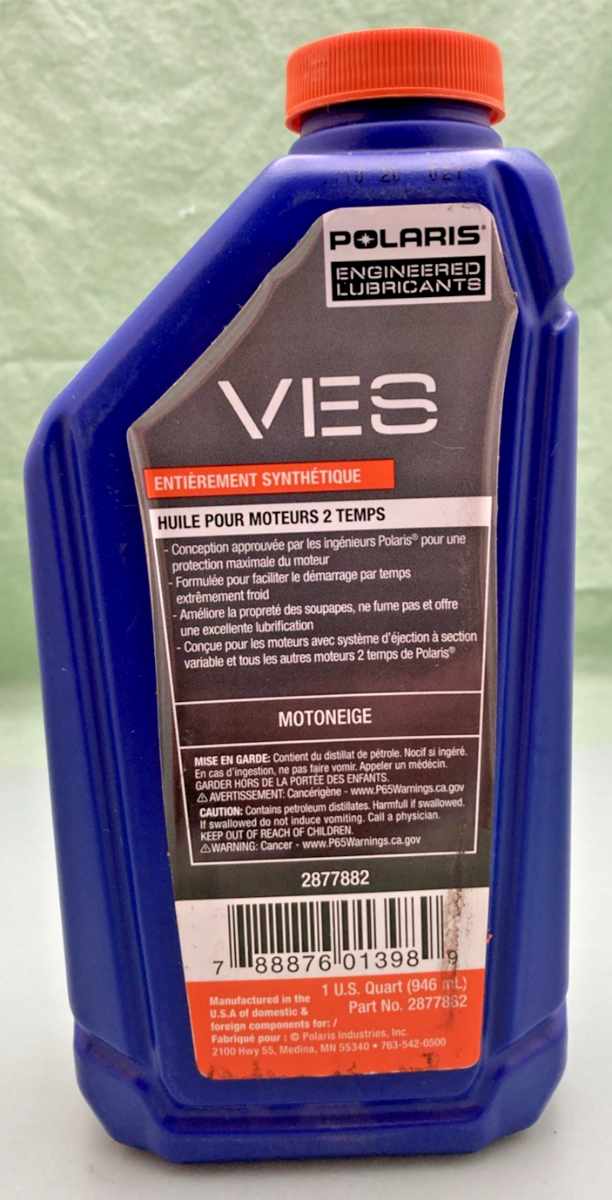 10 20 027
POLARIS®
ENGINEERED
LUBRICANTS
VES
ENTIÈREMENT SYNTHÉTIQUE
HUILE POUR MOTEURS 2 TEMPS
- Conception approuvée par les ingénieurs Polaris® pour une
protection maximale du moteur
- Formulée pour faciliter le démarrage par temps
extrêmement froid
- Améliore la propreté des soupapes, ne fume pas et offre
une excellente lubrification
- Conçue pour les moteurs avec système d'éjection à section
variable et tous les autres moteurs 2 temps de Polaris®
MOTONEIGE
MISE EN GARDE: Contient du distillat de pétrole. Nocif si ingéré.
En cas d'ingestion, ne pas faire vomir. Appeler un médecin.
GARDER HORS DE LA PORTÉE DES ENFANTS.
⚠ AVERTISSEMENT: Cancérigène - www.P65Warnings.ca.gov
CAUTION: Contains petroleum distillates. Harmfull if swallowed.
If swallowed do not induce vomiting. Call a physician.
KEEP OUT OF REACH OF CHILDREN.
⚠ WARNING: Cancer - www.P65Warnings.ca.gov
2877882
7 88876 01398 9
1 U.S. Quart (946 mL)
Part No. 2877882
Manufactured in the
U.S.A of domestic &
foreign components for: /
Fabriqué pour : © Polaris Industries, Inc.
2100 Hwy 55, Medina, MN 55340 • 763-542-0500